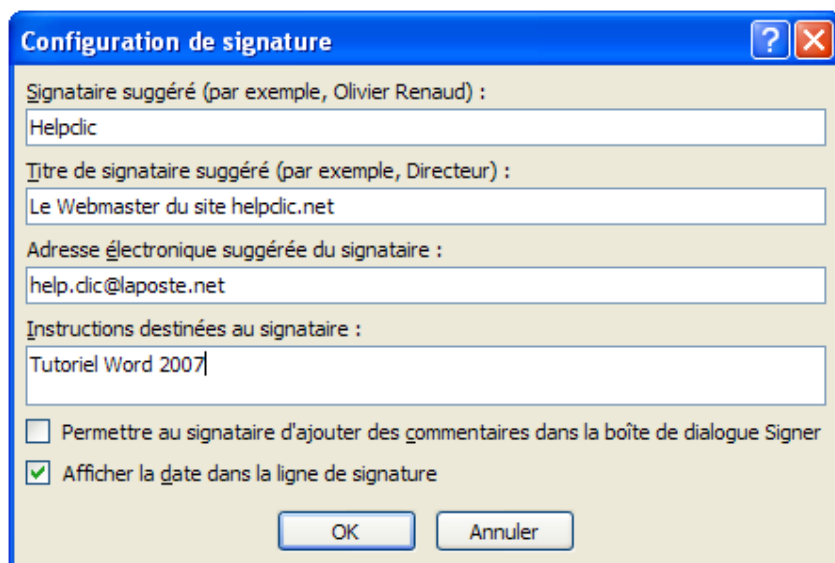 Configuration de signature
Signataire suggéré (par exemple, Olivier Renaud) :
Helpclic
Titre de signataire suggéré (par exemple, Directeur) :
Le Webmaster du site helpclic.net
Adresse électronique suggérée du signataire :
help.clic@laposte.net
Instructions destinées au signataire :
Tutoriel Word 2007
Permettre au signataire d'ajouter des commentaires dans la boîte de dialogue Signer
Afficher la date dans la ligne de signature
OK Annuler